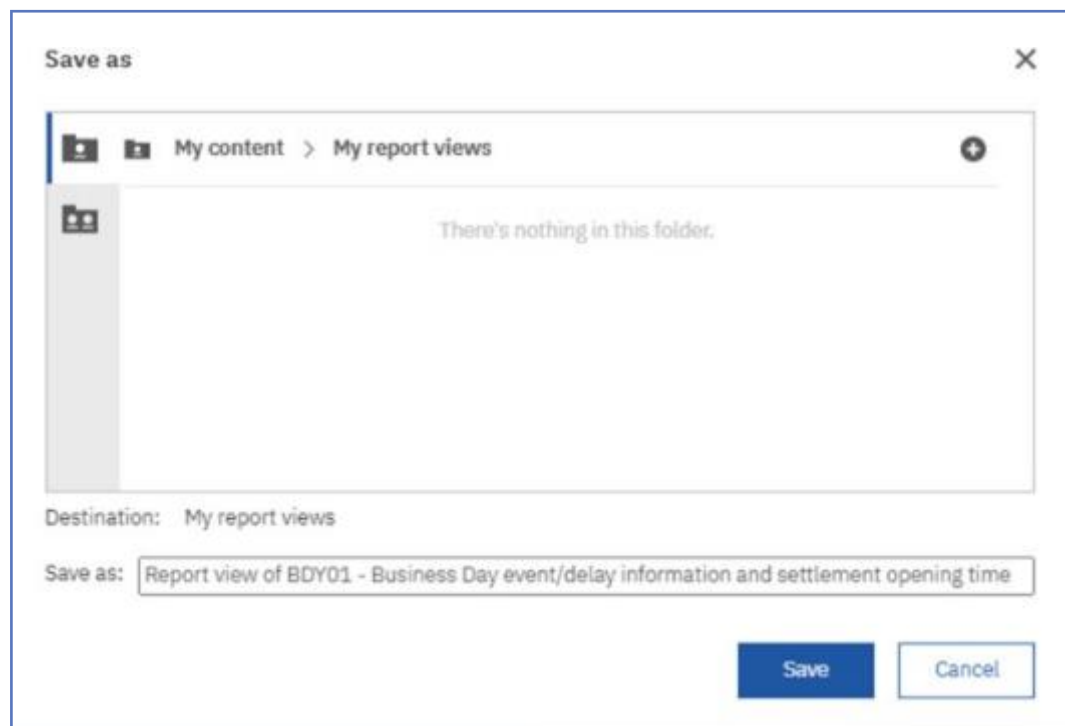 Save as
My content > My report views
There's nothing in this folder.
Destination: My report views
Save as: Report view of BDY01 - Business Day event/delay information and settlement opening time
Save Cancel